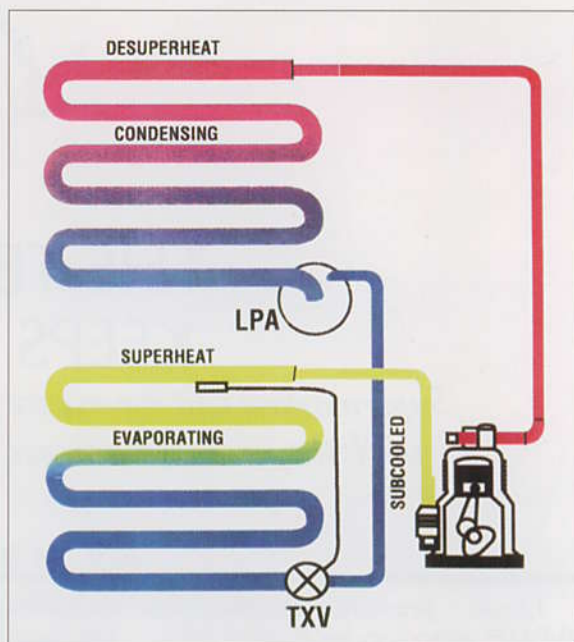 DESUPERHEAT
CONDENSING
LPA
SUPERHEAT
EVAPORATING
SUBCOOLED
TXV